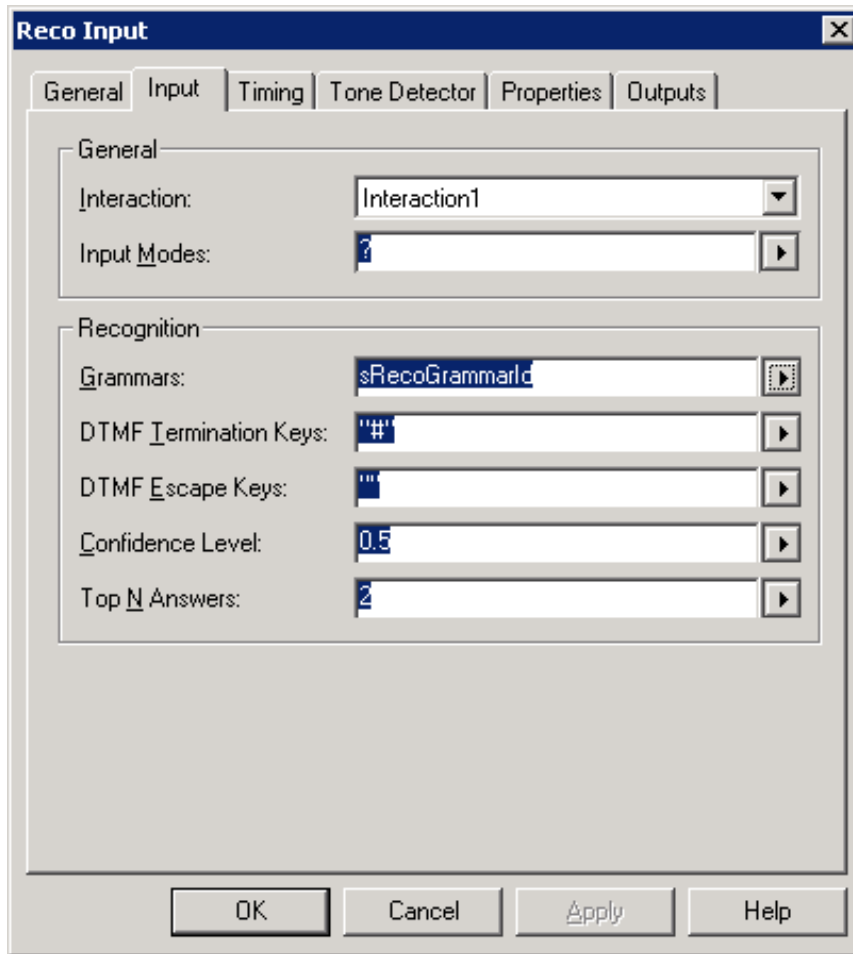 Reco Input
General Input Timing Tone Detector Properties Outputs
General
Interaction: Interaction1
Input Modes: ?
Recognition
Grammars: sRecoGrammarId
DTMF Termination Keys: "#"
DTMF Escape Keys: ""
Confidence Level: 0.5
Top N Answers: 2
OK Cancel Apply Help